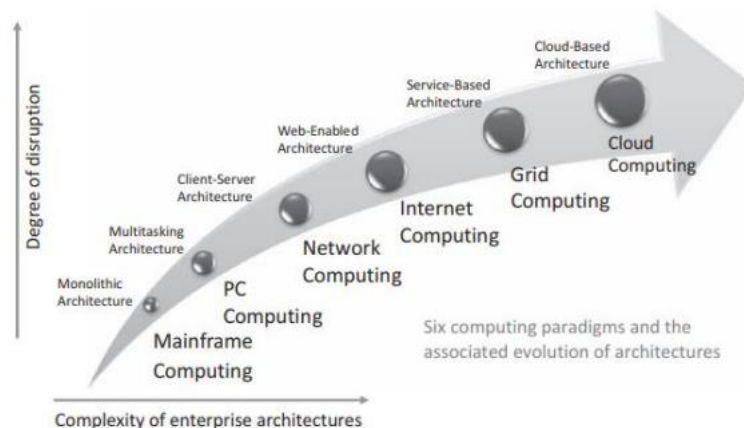 Cloud-Based
Architecture
Service-Based
Architecture
Web-Enabled
Architecture
Cloud
Computing
Client-Server
Architecture
Grid
Computing
Internet
Computing
Multitasking
Architecture
Network
Computing
Monolithic
Architecture
PC
Computing
Mainframe
Computing
Degree of disruption
Six computing paradigms and the
associated evolution of architectures
Complexity of enterprise architectures